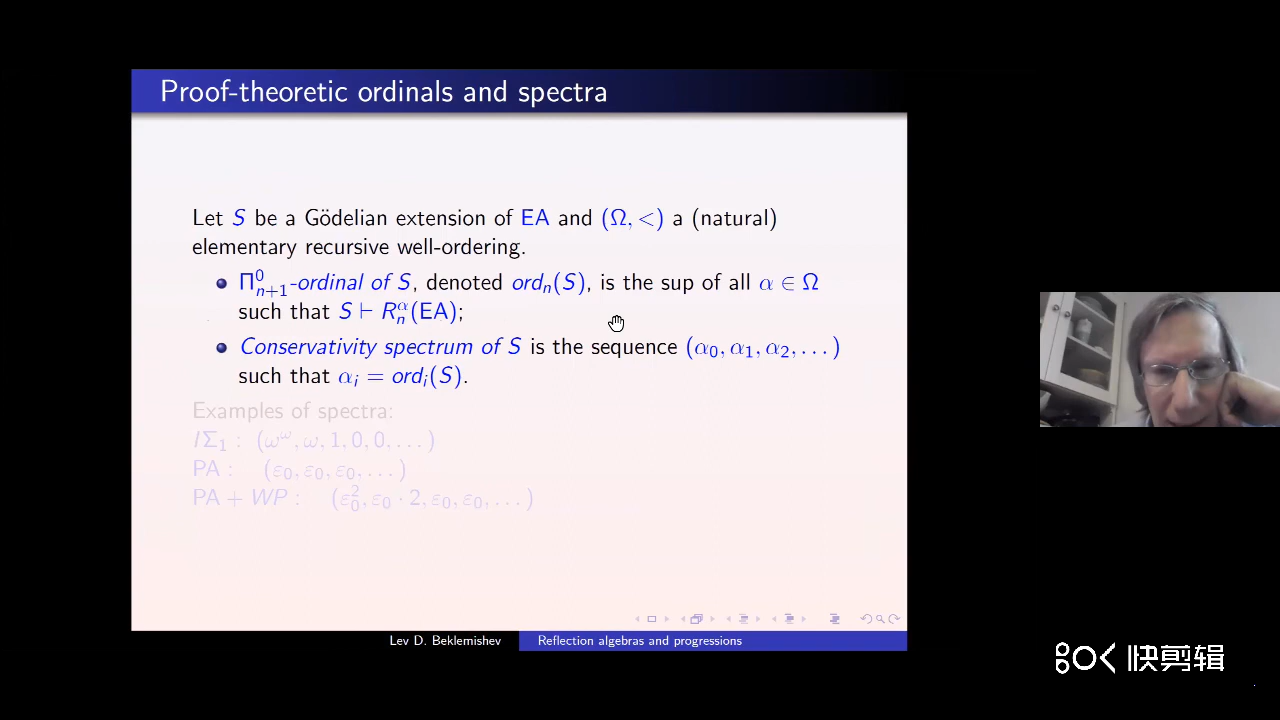 Proof-theoretic ordinals and spectra
Let S be a Gödelian extension of EA and (Ω, <) a (natural)
elementary recursive well-ordering.
Π⁰ₙ₊₁-ordinal of S, denoted ordₙ(S), is the sup of all α ∈ Ω
such that S ⊢ Rₙᵅ(EA);
Conservativity spectrum of S is the sequence (α₀, α₁, α₂, . . . )
such that αᵢ = ordᵢ(S).
Examples of spectra:
IΣ₁ : (ω^ω, ω, 1, 0, 0, . . . )
PA : (ε₀, ε₀, ε₀, . . . )
PA + WP : (ε₀², ε₀ · 2, ε₀, ε₀, . . . )
Lev D. Beklemishev Reflection algebras and progressions
快剪辑